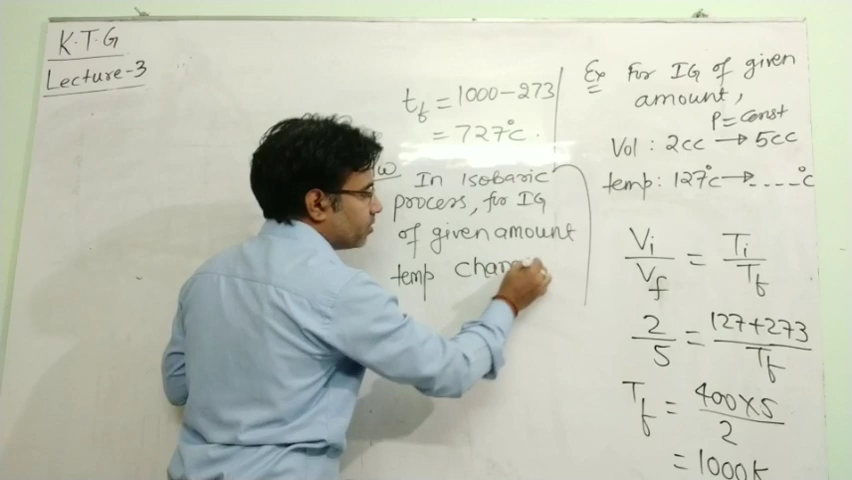 K.T.G
Lecture-3
t_f = 1000-273
= 727°c.
w
In Isobaric
process, for IG
of given amount
temp chan
Ex For IG of given
amount,
P=const
Vol : 2cc → 5cc
temp: 127°c → ----°c
Vi/Vf = Ti/Tf
2/5 = 127+273/Tf
Tf = 400×5/2
= 1000k